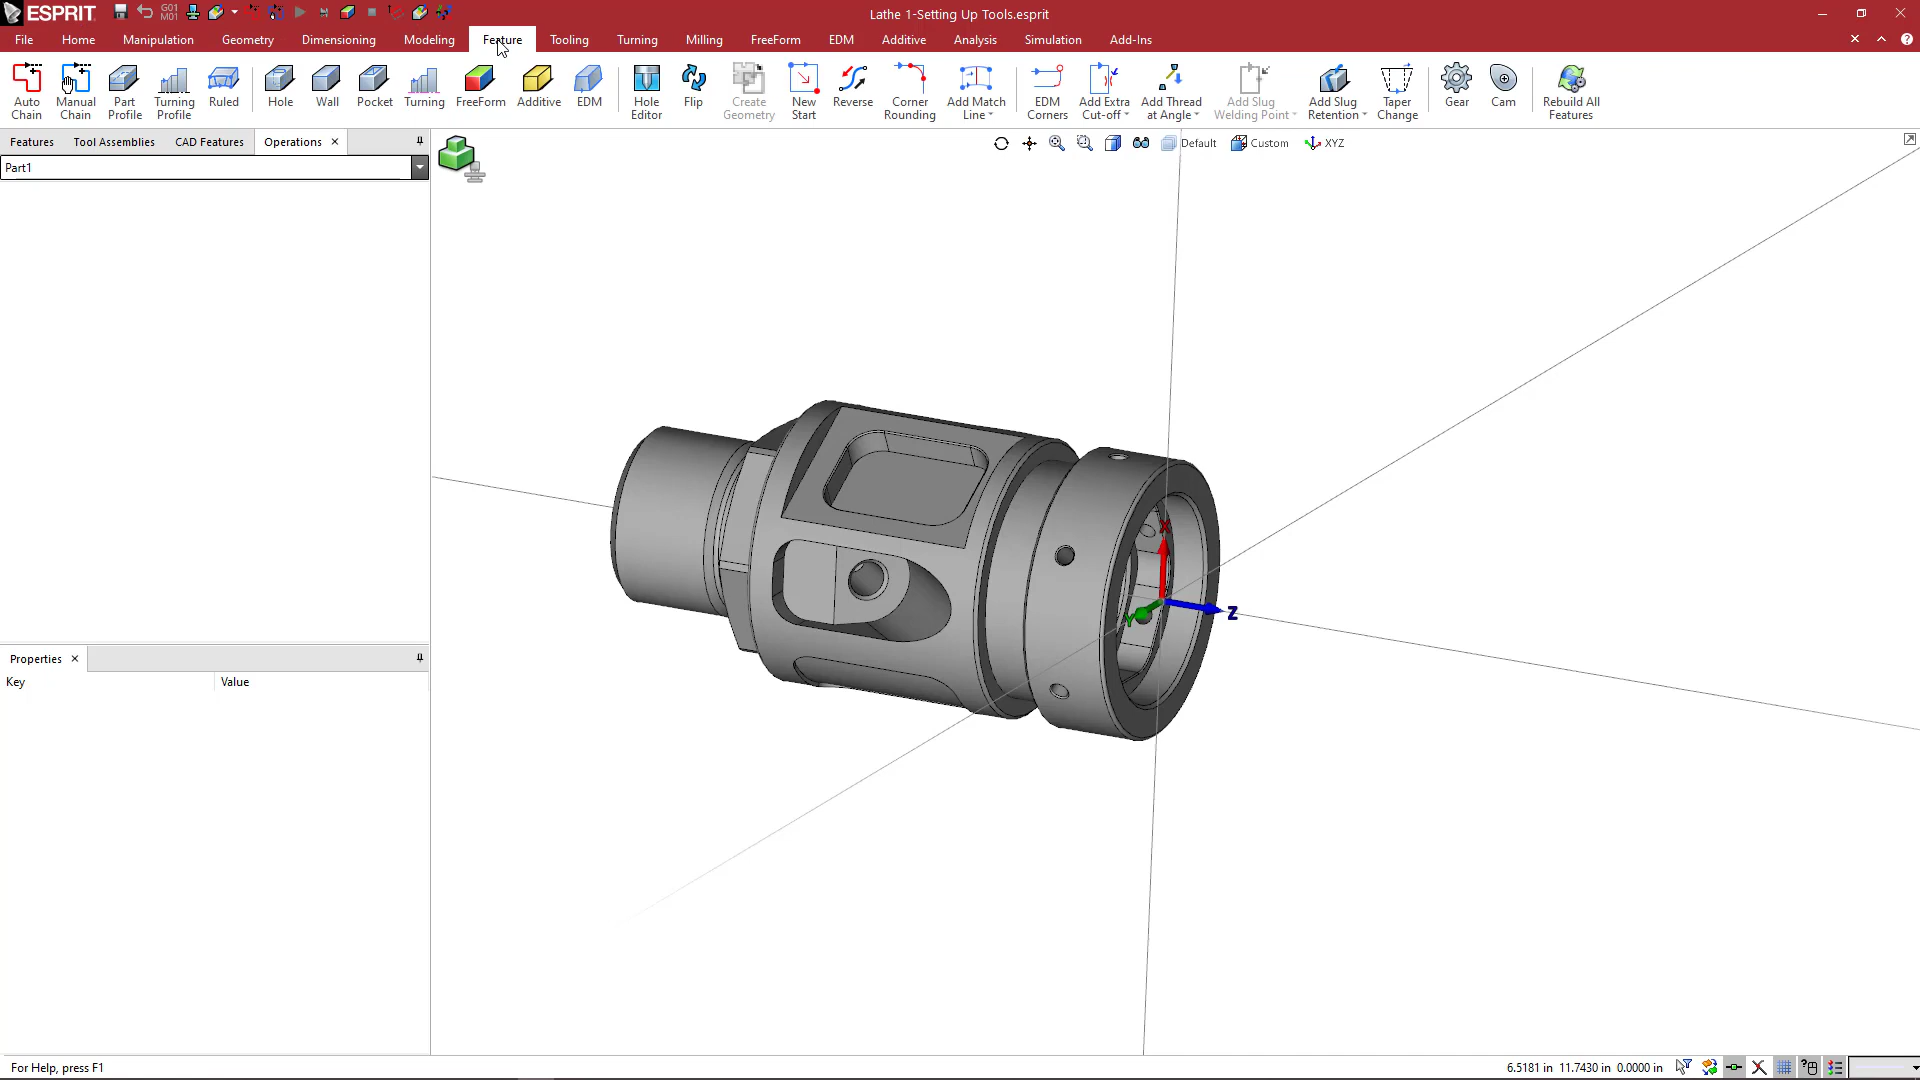 ESPRIT G01 M01 Lathe 1-Setting Up Tools.esprit
File Home Manipulation Geometry Dimensioning Modeling Feature Tooling Turning Milling FreeForm EDM Additive Analysis Simulation Add-Ins
Auto Chain Manual Chain Part Profile Turning Profile Ruled Hole Wall Pocket Turning FreeForm Additive EDM Hole Editor Flip Create Geometry New Start Reverse Corner Rounding Add Match Line EDM Corners Add Extra Cut-off Add Thread at Angle Add Slug Welding Point Add Slug Retention Taper Change Gear Cam Rebuild All Features
Features Tool Assemblies CAD Features Operations Default Custom XYZ
Part1
X
Y Z
Properties
Key Value
For Help, press F1 6.5181 in 11.7430 in 0.0000 in